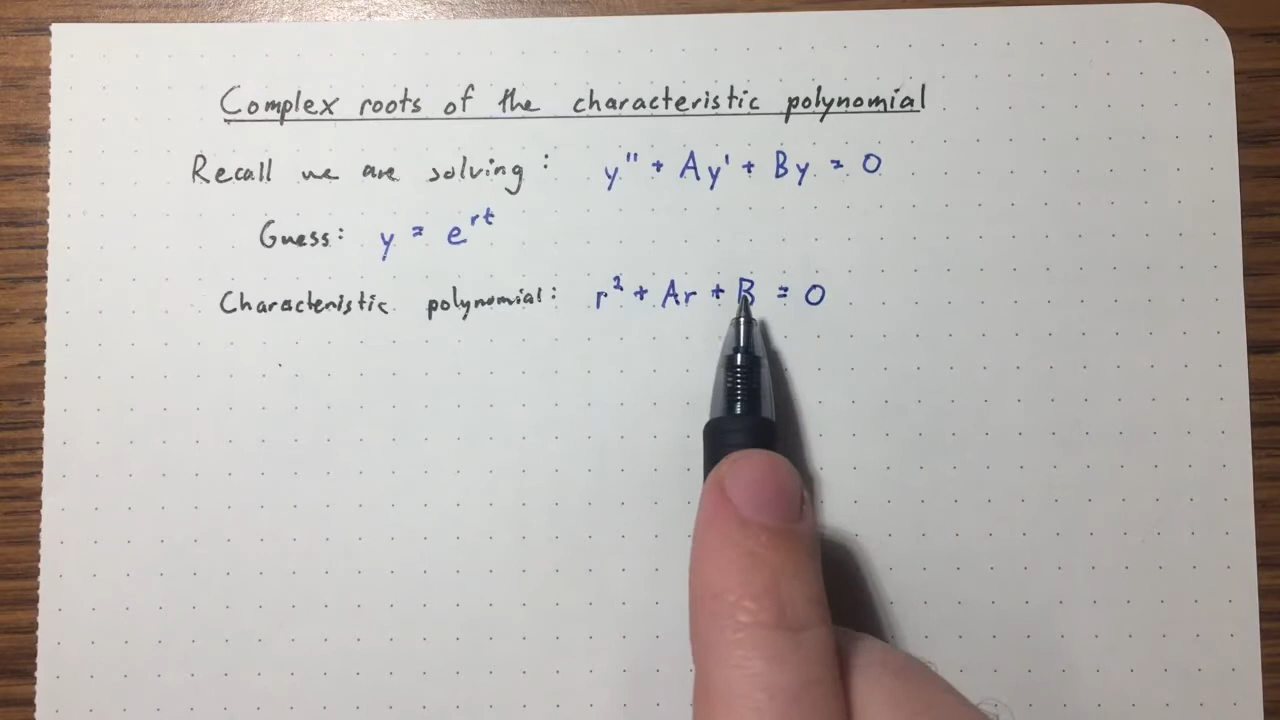 Complex roots of the characteristic polynomial
Recall we are solving: y'' + Ay' + By = 0
Guess: y = e^{rt}
Characteristic polynomial: r² + Ar + B = 0